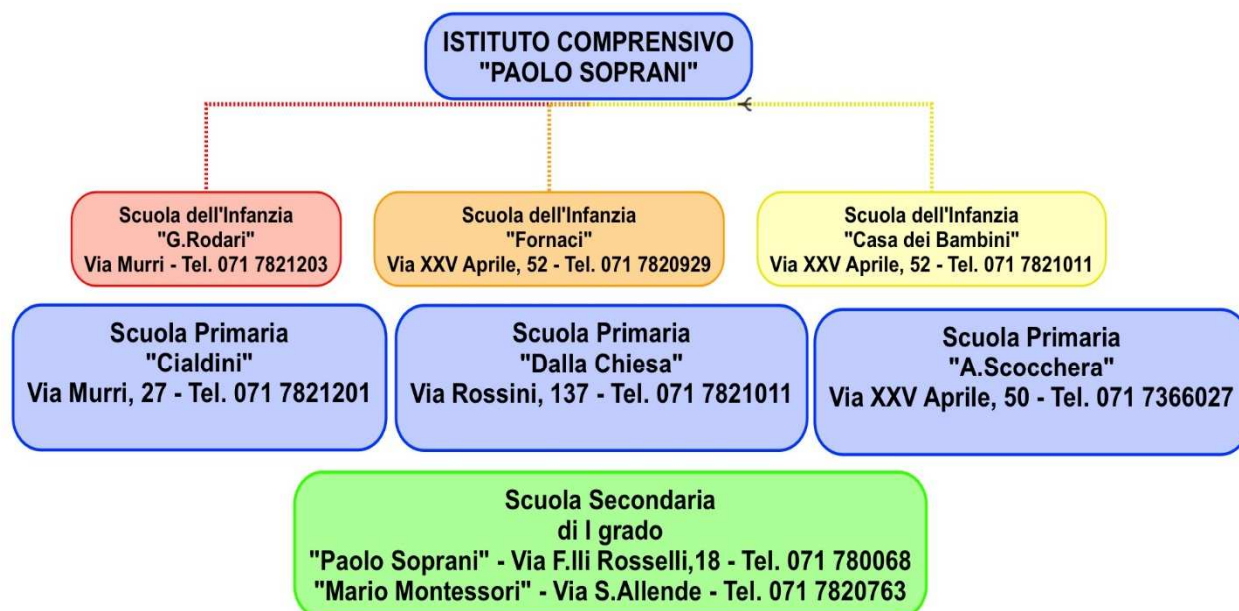 ISTITUTO COMPRENSIVO
"PAOLO SOPRANI"
Scuola dell'Infanzia
"G.Rodari"
Via Murri - Tel. 071 7821203
Scuola dell'Infanzia
"Fornaci"
Via XXV Aprile, 52 - Tel. 071 7820929
Scuola dell'Infanzia
"Casa dei Bambini"
Via XXV Aprile, 52 - Tel. 071 7821011
Scuola Primaria
"Cialdini"
Via Murri, 27 - Tel. 071 7821201
Scuola Primaria
"Dalla Chiesa"
Via Rossini, 137 - Tel. 071 7821011
Scuola Primaria
"A.Scocchera"
Via XXV Aprile, 50 - Tel. 071 7366027
Scuola Secondaria
di I grado
"Paolo Soprani" - Via F.lli Rosselli,18 - Tel. 071 780068
"Mario Montessori" - Via S.Allende - Tel. 071 7820763